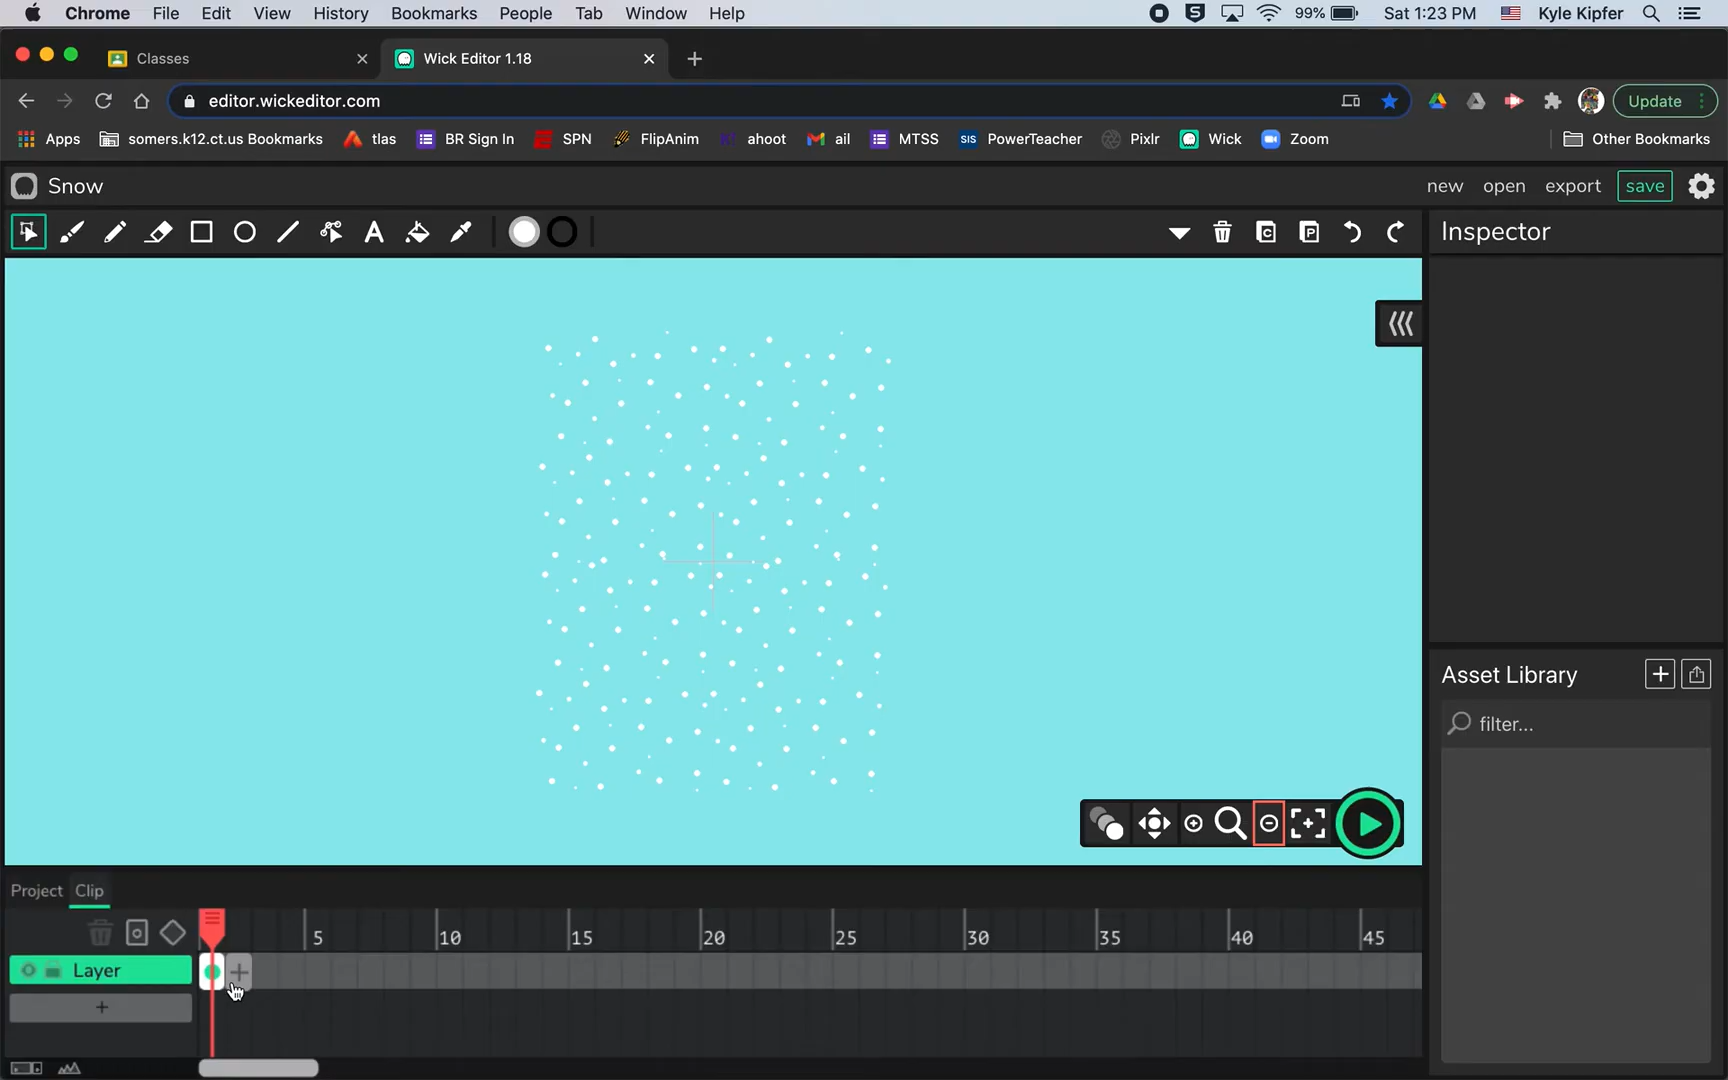 Chrome File Edit View History Bookmarks People Tab Window Help 99% Sat 1:23 PM Kyle Kipfer
Classes Wick Editor 1.18
editor.wickeditor.com Update
Apps somers.k12.ct.us Bookmarks tlas BR Sign In SPN FlipAnim ahoot ail MTSS SIS PowerTeacher Pixlr Wick Zoom Other Bookmarks
Snow new open export save
Inspector
Asset Library
filter...
Project Clip
5 10 15 20 25 30 35 40 45
Layer